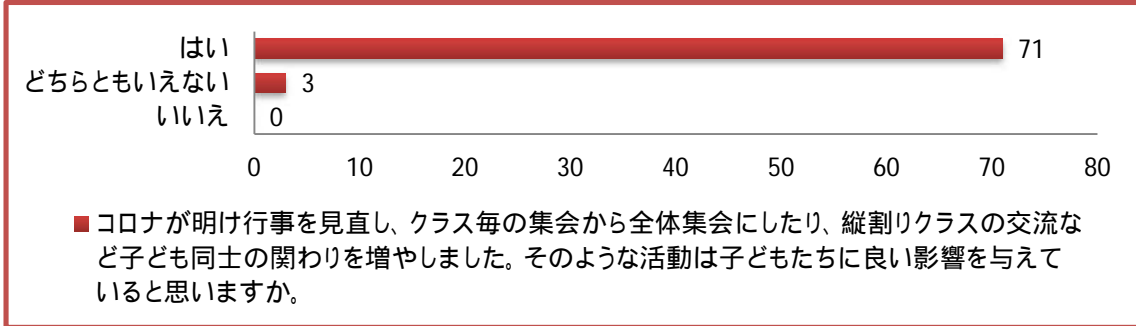 はい 71
どちらともいえない 3
いいえ 0
0 10 20 30 40 50 60 70 80
コロナが明け行事を見直し、クラス毎の集会から全体集会にしたり、縦割りクラスの交流な
ど子ども同士の関わりを増やしました。そのような活動は子どもたちに良い影響を与えて
いると思いますか。